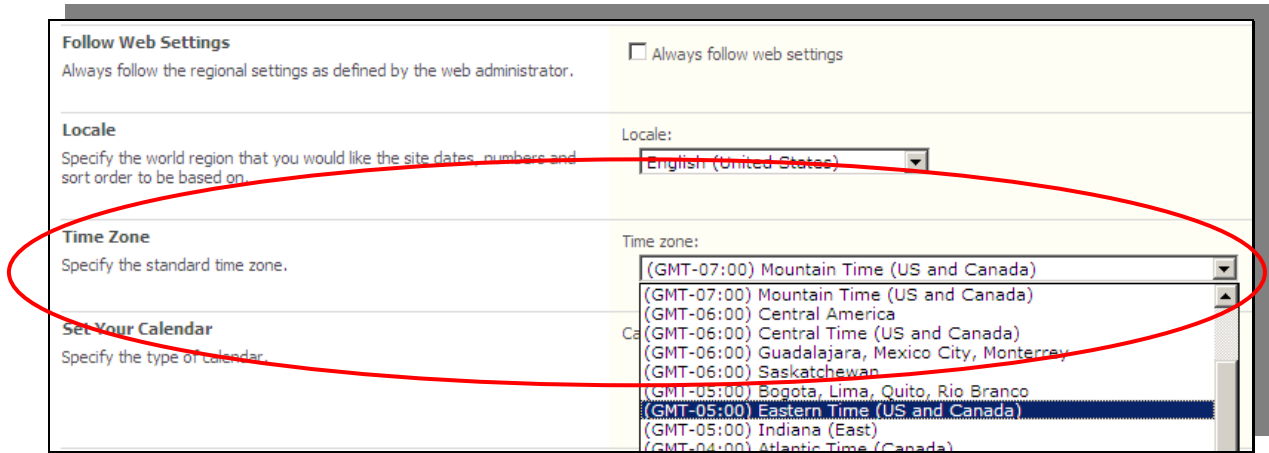 Follow Web Settings
Always follow the regional settings as defined by the web administrator.
Always follow web settings
Locale
Specify the world region that you would like the site dates, numbers and
sort order to be based on.
Locale:
English (United States)
Time Zone
Specify the standard time zone.
Time zone:
(GMT-07:00) Mountain Time (US and Canada)
(GMT-07:00) Mountain Time (US and Canada)
(GMT-06:00) Central America
(GMT-06:00) Central Time (US and Canada)
(GMT-06:00) Guadalajara, Mexico City, Monterrey
(GMT-06:00) Saskatchewan
(GMT-05:00) Bogota, Lima, Quito, Rio Branco
(GMT-05:00) Eastern Time (US and Canada)
(GMT-05:00) Indiana (East)
(GMT-04:00) Atlantic Time (Canada)
Set Your Calendar
Specify the type of calendar.
Ca